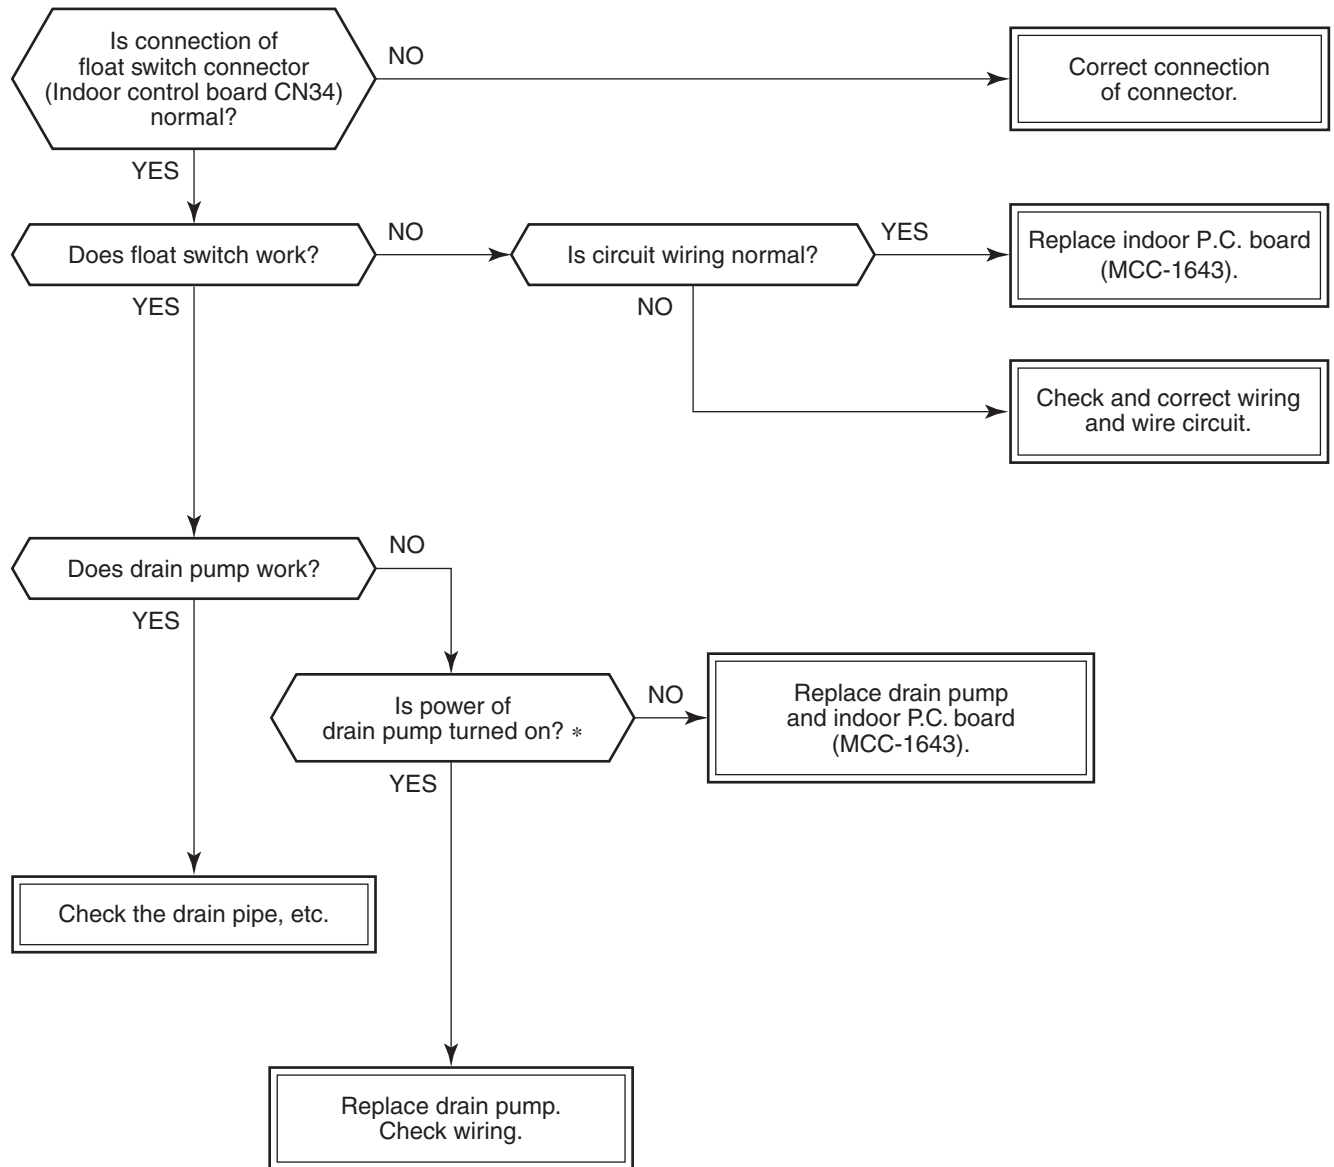 Is connection of
float switch connector
(Indoor control board CN34)
normal?
NO
Correct connection
of connector.
YES
Does float switch work?
NO
Is circuit wiring normal?
YES
Replace indoor P.C. board
(MCC-1643).
YES
NO
Check and correct wiring
and wire circuit.
Does drain pump work?
NO
YES
Is power of
drain pump turned on? *
NO
Replace drain pump
and indoor P.C. board
(MCC-1643).
YES
Check the drain pipe, etc.
Replace drain pump.
Check wiring.